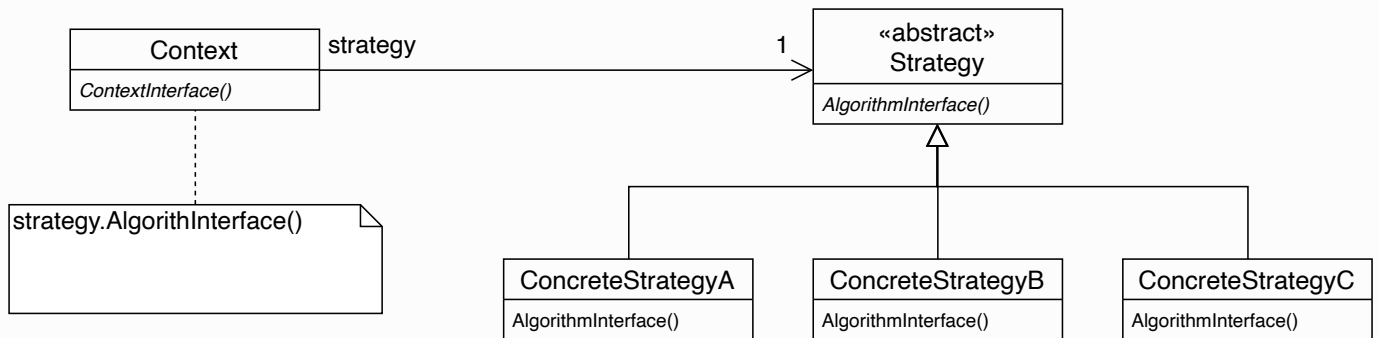 Context
ContextInterface()
strategy
1
«abstract»
Strategy
AlgorithmInterface()
strategy.AlgorithInterface()
ConcreteStrategyA
AlgorithmInterface()
ConcreteStrategyB
AlgorithmInterface()
ConcreteStrategyC
AlgorithmInterface()